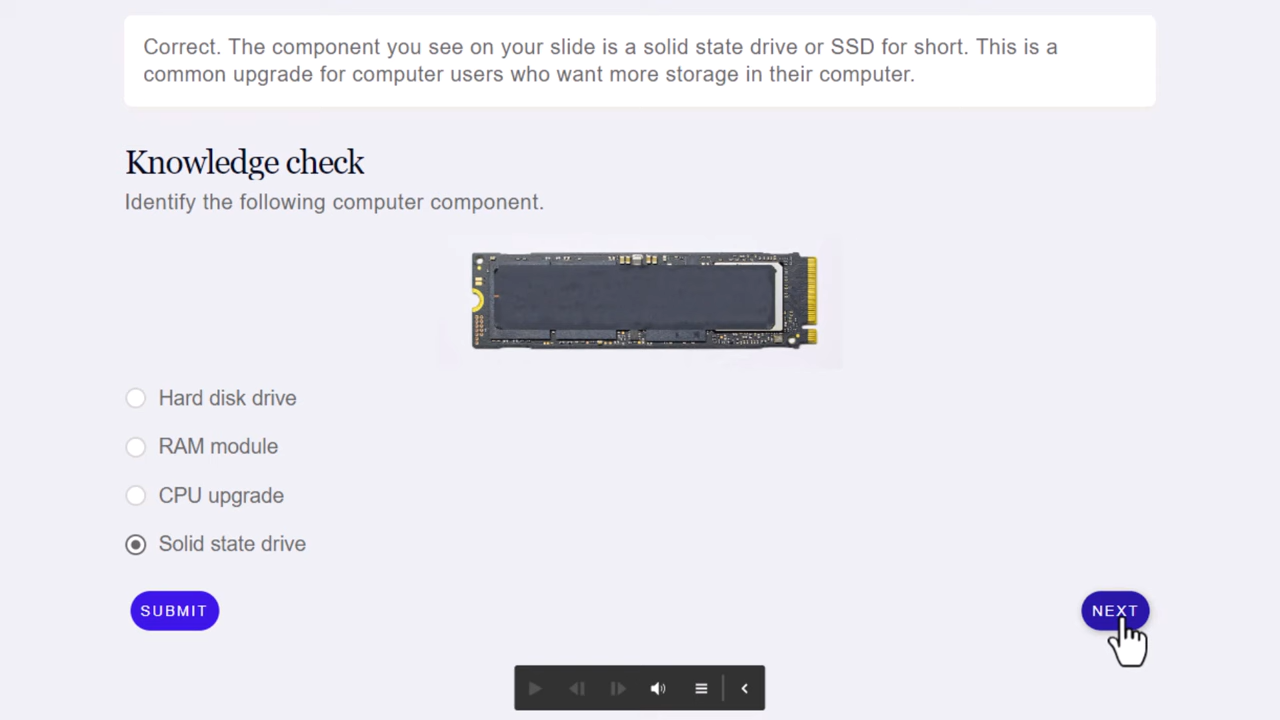 Correct. The component you see on your slide is a solid state drive or SSD for short. This is a
common upgrade for computer users who want more storage in their computer.
Knowledge check
Identify the following computer component.
Hard disk drive
RAM module
CPU upgrade
Solid state drive
SUBMIT
NEXT